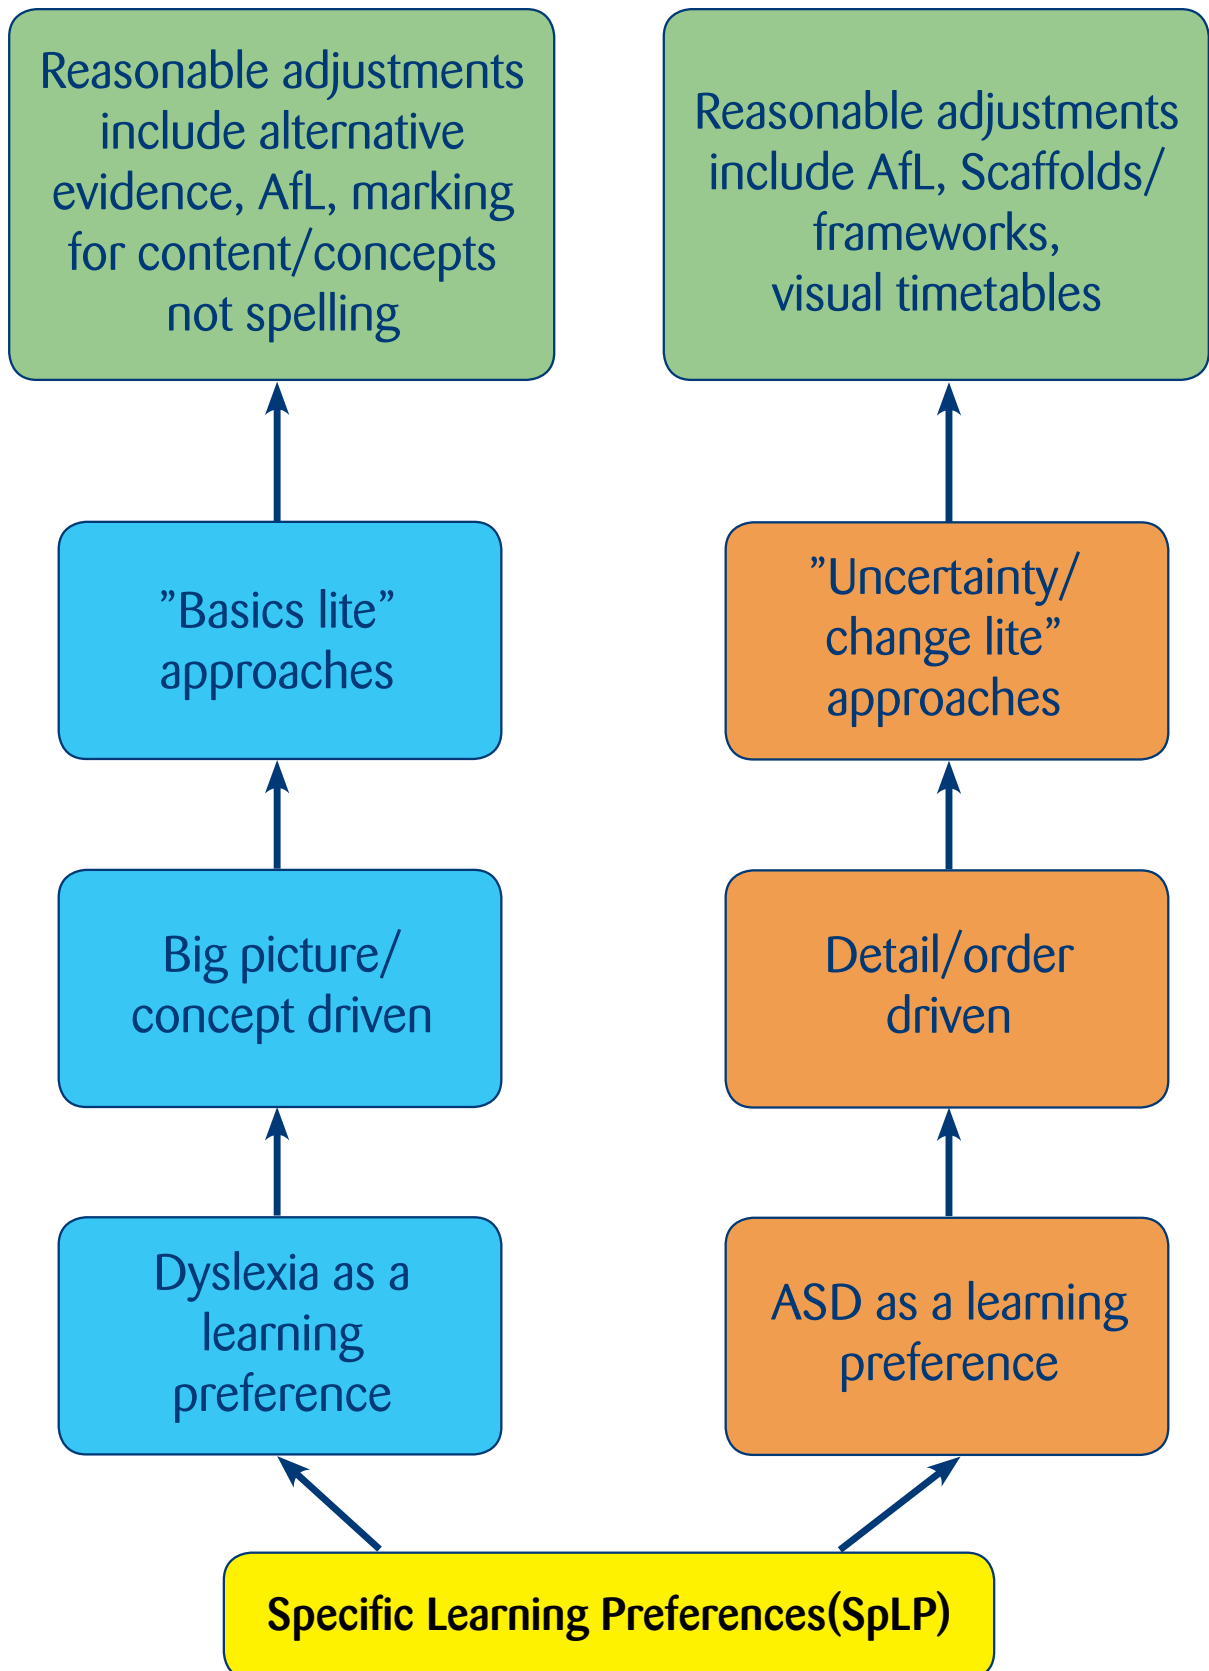 Reasonable adjustments
include alternative
evidence, AfL, marking
for content/concepts
not spelling
Reasonable adjustments
include AfL, Scaffolds/
frameworks,
visual timetables
”Basics lite”
approaches
”Uncertainty/
change lite”
approaches
Big picture/
concept driven
Detail/order
driven
Dyslexia as a
learning
preference
ASD as a learning
preference
Specific Learning Preferences(SpLP)